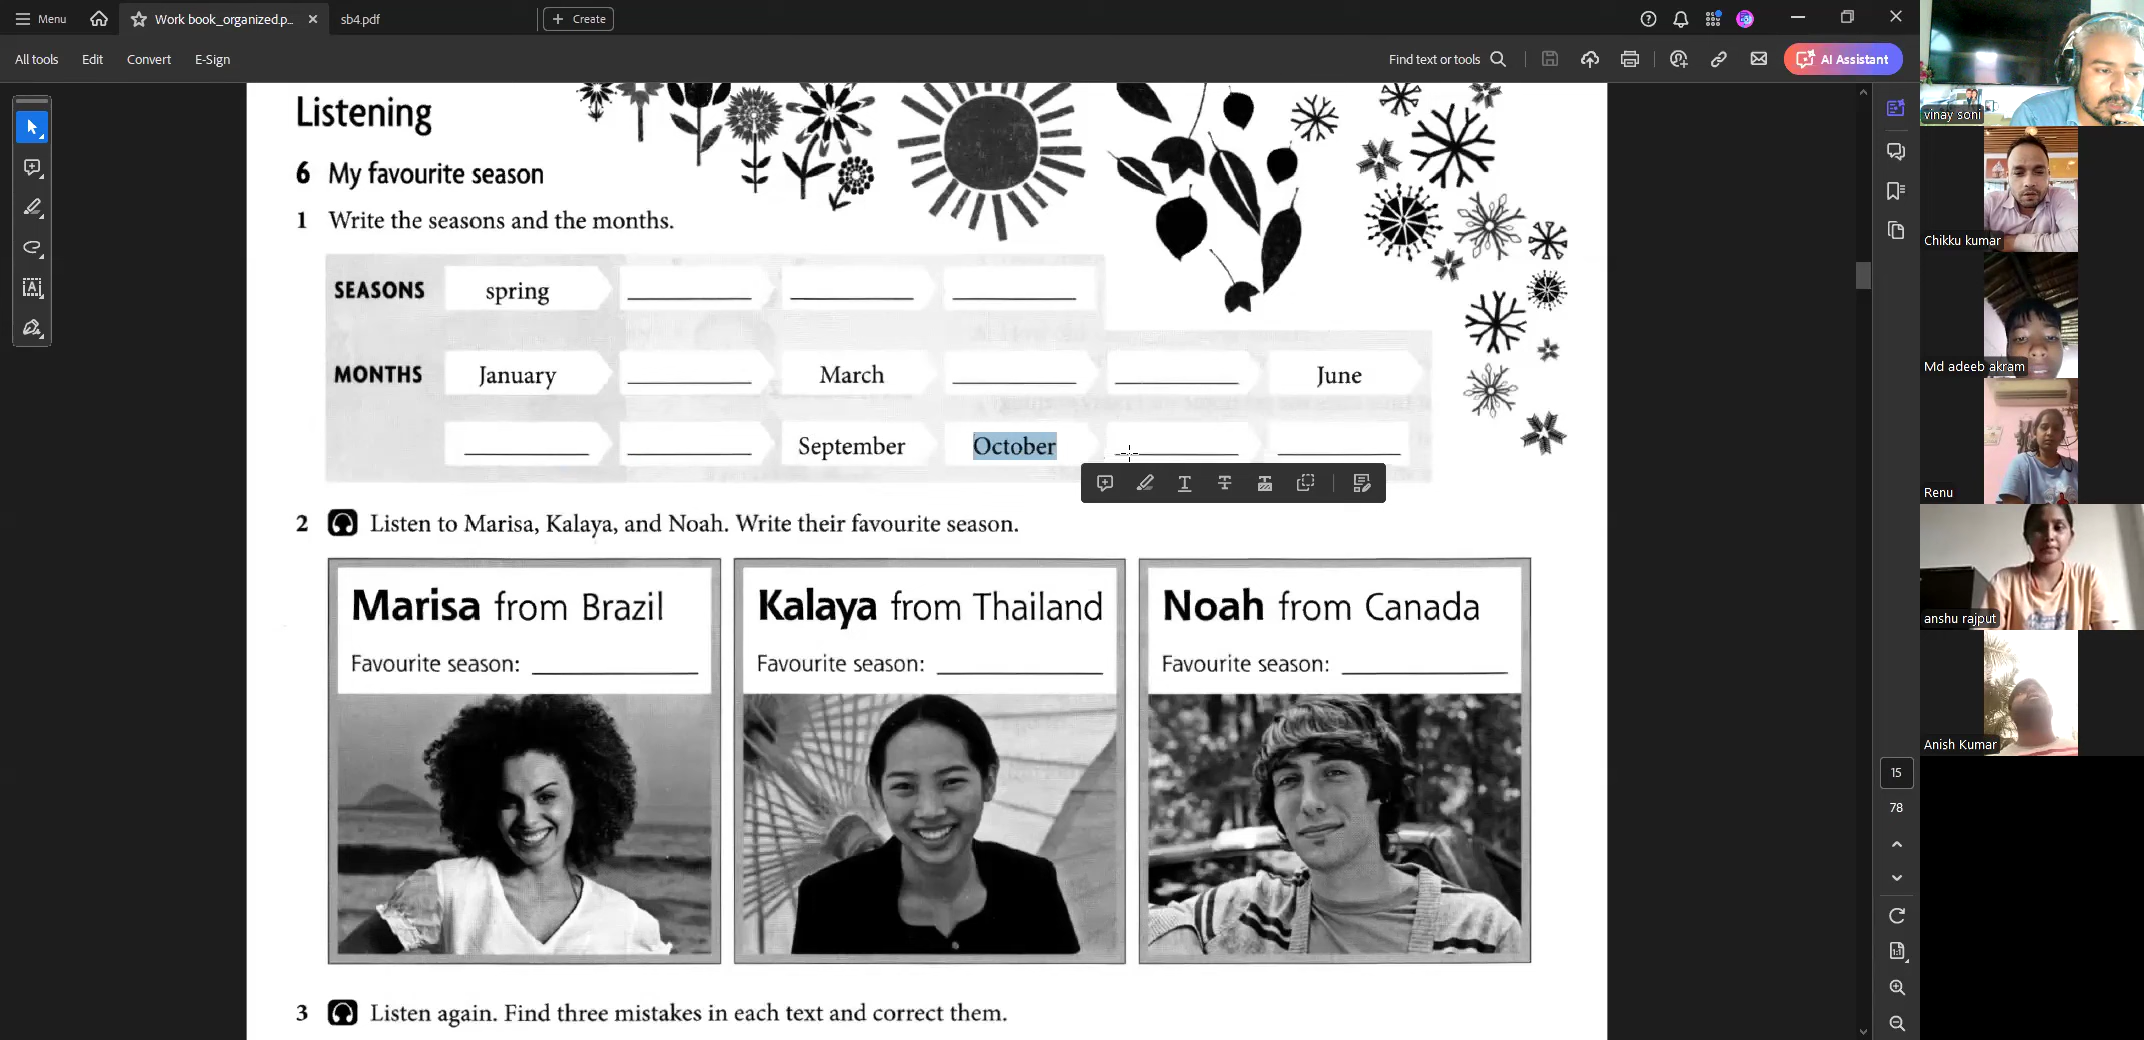 Menu
Work book_organized.p...
sb4.pdf
Create
All tools
Edit
Convert
E-Sign
Find text or tools
AI Assistant
Listening
6 My favourite season
1 Write the seasons and the months.
SEASONS spring
MONTHS January March June
September October
2 Listen to Marisa, Kalaya, and Noah. Write their favourite season.
Marisa from Brazil
Favourite season:
Kalaya from Thailand
Favourite season:
Noah from Canada
Favourite season:
3 Listen again. Find three mistakes in each text and correct them.
15
78
vinay soni
Chikku kumar
Md adeeb akram
Renu
anshu rajput
Anish Kumar